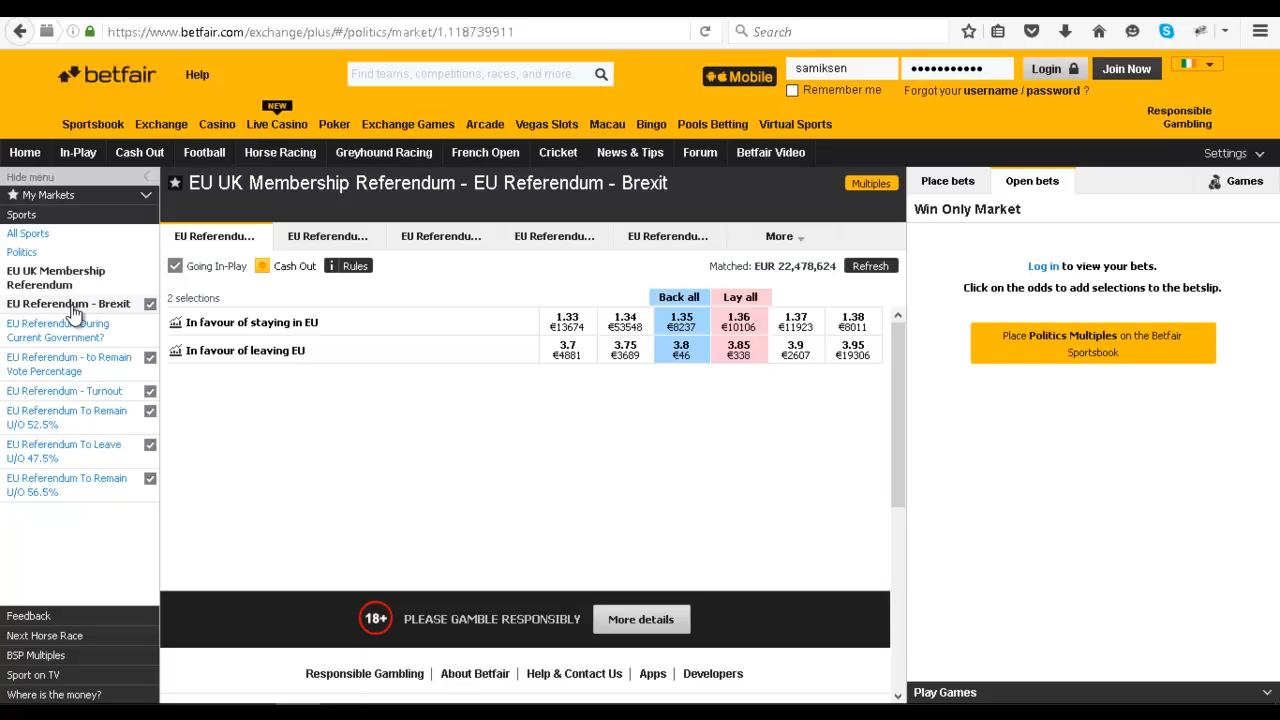 https://www.betfair.com/exchange/plus/#/politics/market/1.118739911
Search
betfair
Help
Find teams, competitions, races, and more...
Mobile
samiksen
•••••••••••
Login
Join Now
Remember me
Forgot your username / password ?
NEW
Sportsbook
Exchange
Casino
Live Casino
Poker
Exchange Games
Arcade
Vegas Slots
Macau
Bingo
Pools Betting
Virtual Sports
Responsible
Gambling
Home
In-Play
Cash Out
Football
Horse Racing
Greyhound Racing
French Open
Cricket
News & Tips
Forum
Betfair Video
Settings
Hide menu
My Markets
Sports
All Sports
Politics
EU UK Membership
Referendum
EU Referendum - Brexit
EU Referendum During
Current Government?
EU Referendum - to Remain
Vote Percentage
EU Referendum - Turnout
EU Referendum To Remain
U/O 52.5%
EU Referendum To Leave
U/O 47.5%
EU Referendum To Remain
U/O 56.5%
Feedback
Next Horse Race
BSP Multiples
Sport on TV
Where is the money?
EU UK Membership Referendum - EU Referendum - Brexit
Multiples
EU Referendu...
EU Referendu...
EU Referendu...
EU Referendu...
EU Referendu...
More
Going In-Play
Cash Out
i Rules
Matched: EUR 22,478,624
Refresh
2 selections
Back all
Lay all
In favour of staying in EU
1.33 1.34 1.35 1.36 1.37 1.38
€13674 €53548 €8237 €10106 €11923 €8011
In favour of leaving EU
3.7 3.75 3.8 3.85 3.9 3.95
€4881 €3689 €46 €338 €2607 €19306
18+ PLEASE GAMBLE RESPONSIBLY
More details
Responsible Gambling | About Betfair | Help & Contact Us | Apps | Developers
Place bets
Open bets
Games
Win Only Market
Log in to view your bets.
Click on the odds to add selections to the betslip.
Place Politics Multiples on the Betfair
Sportsbook
Play Games